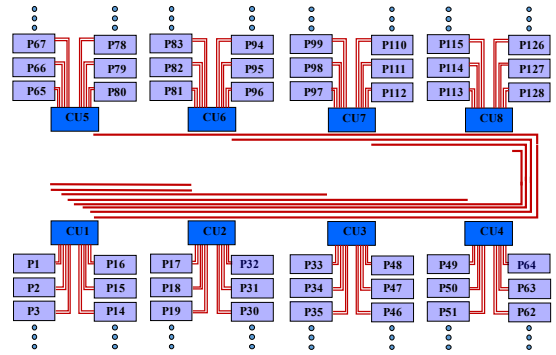 P67 P78 P83 P94 P99 P110 P115 P126
P66 P79 P82 P95 P98 P111 P114 P127
P65 P80 P81 P96 P97 P112 P113 P128
CU5 CU6 CU7 CU8
CU1 CU2 CU3 CU4
P1 P16 P17 P32 P33 P48 P49 P64
P2 P15 P18 P31 P34 P47 P50 P63
P3 P14 P19 P30 P35 P46 P51 P62